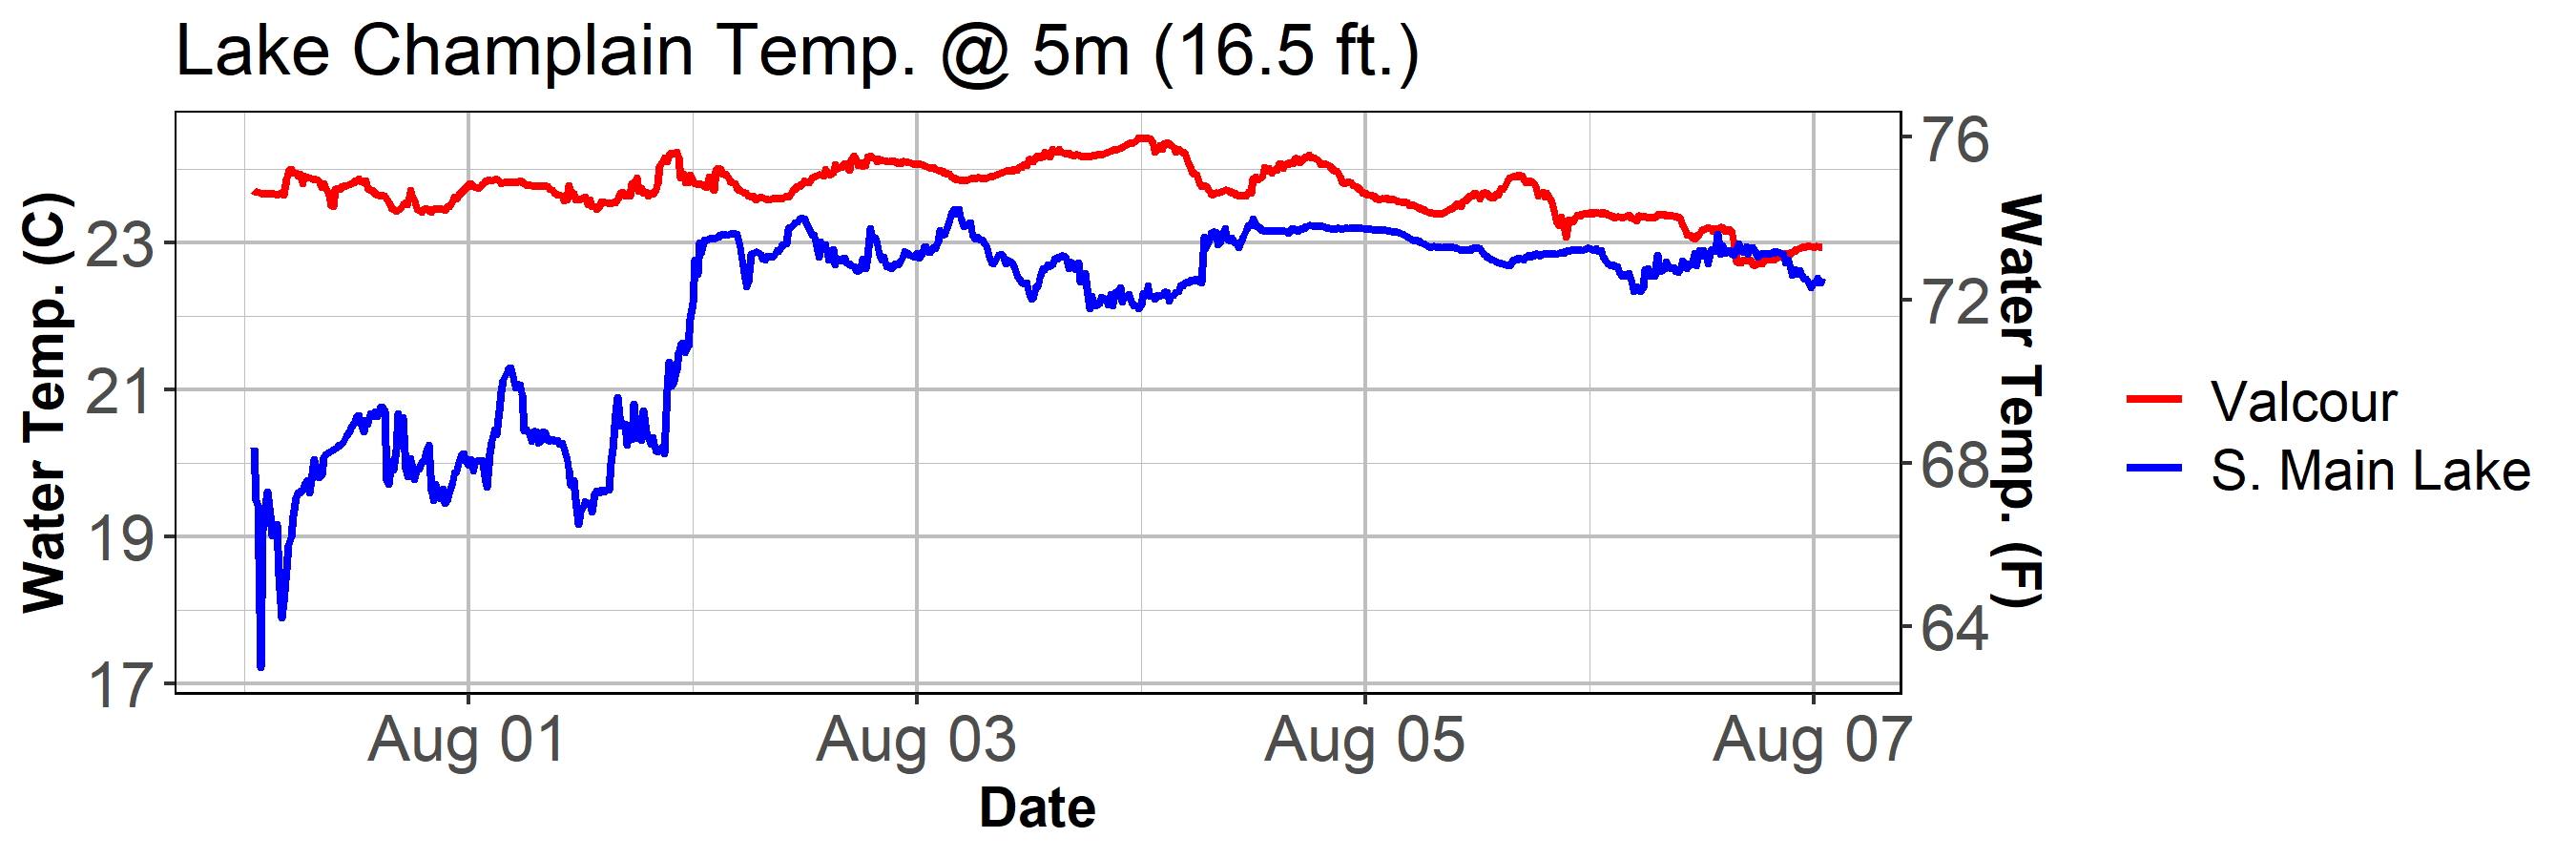 Lake Champlain Temp. @ 5m (16.5 ft.)
Water Temp. (C)
23
21
19
17
76
72
68
64
Water Temp. (F)
Aug 01
Aug 03
Aug 05
Aug 07
Date
Valcour
S. Main Lake